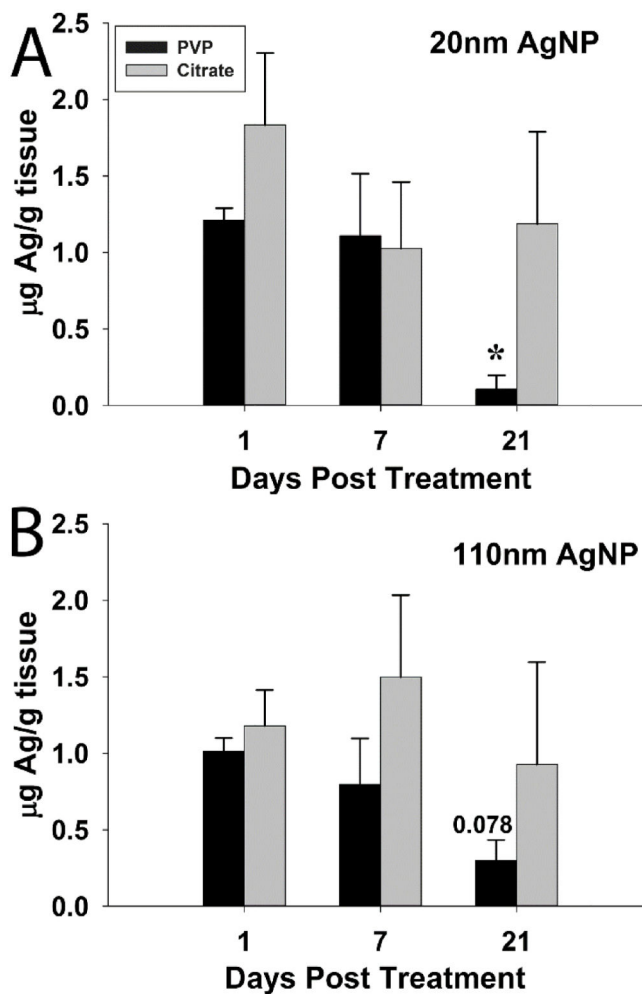 A
20nm AgNP
PVP
Citrate
μg Ag/g tissue
2.5
2.0
1.5
1.0
0.5
0.0
*
1 7 21
Days Post Treatment
B
110nm AgNP
μg Ag/g tissue
2.5
2.0
1.5
1.0
0.5
0.0
0.078
1 7 21
Days Post Treatment